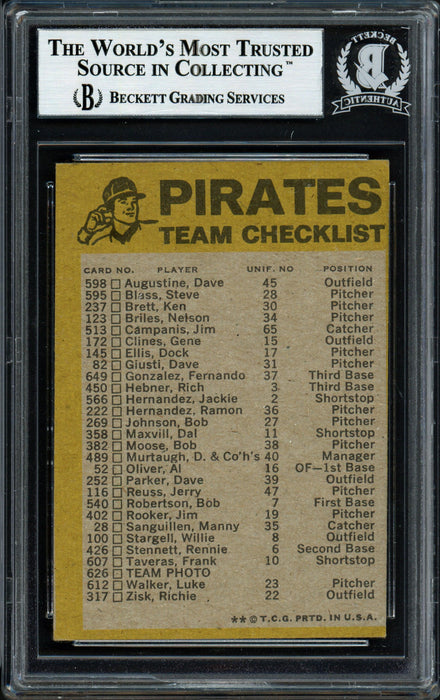 THE WORLD'S MOST TRUSTED
SOURCE IN COLLECTING™
B BECKETT GRADING SERVICES
BECKETT
AUTHENTIC
PIRATES
TEAM CHECKLIST
CARD NO. PLAYER UNIF. NO POSITION
598 □ Augustine, Dave 45 Outfield
595 □ Blass, Steve 28 Pitcher
237 □ Brett, Ken 30 Pitcher
123 □ Briles, Nelson 34 Pitcher
513 □ Campanis, Jim 65 Catcher
172 □ Clines, Gene 15 Outfield
145 □ Ellis, Dock 17 Pitcher
82 □ Giusti, Dave 31 Pitcher
649 □ Gonzalez, Fernando 37 Third Base
450 □ Hebner, Rich 3 Third Base
566 □ Hernandez, Jackie 2 Shortstop
222 □ Hernandez, Ramon 36 Pitcher
269 □ Johnson, Bob 27 Pitcher
358 □ Maxvill, Dal 11 Shortstop
382 □ Moose, Bob 38 Pitcher
489 □ Murtaugh, D. & Co'h's 40 Manager
52 □ Oliver, Al 16 OF—1st Base
252 □ Parker, Dave 39 Outfield
116 □ Reuss, Jerry 47 Pitcher
540 □ Robertson, Bob 7 First Base
402 □ Rooker, Jim 19 Pitcher
28 □ Sanguillen, Manny 35 Catcher
100 □ Stargell, Willie 8 Outfield
426 □ Stennett, Rennie 6 Second Base
607 □ Taveras, Frank 10 Shortstop
626 □ TEAM PHOTO
612 □ Walker, Luke 23 Pitcher
317 □ Zisk, Richie 22 Outfield
** © T.C.G. PRTD. IN U.S.A.